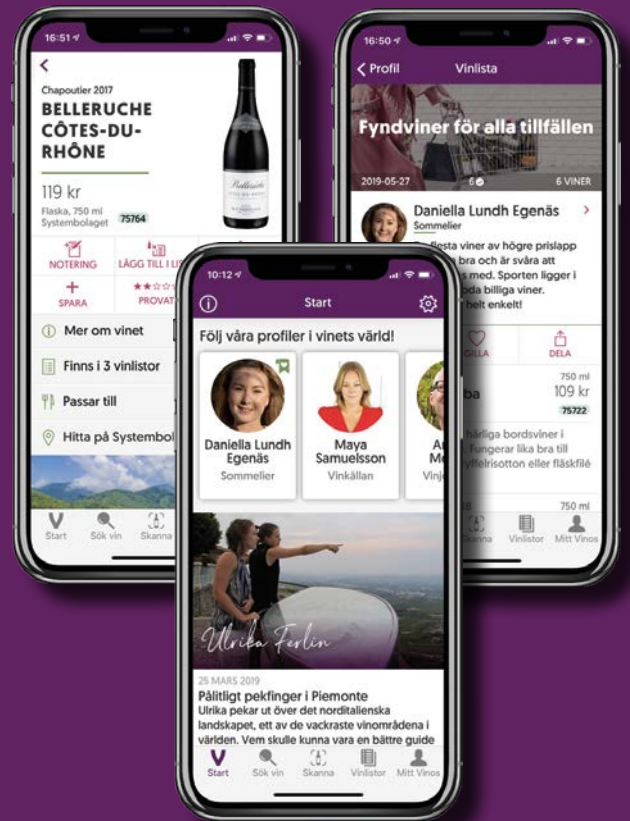 16:51
Chapoutier 2017
BELLERUCHE
CÔTES-DU-
RHÔNE
119 kr
Flaska, 750 ml
Systembolaget 75764
Belleruche
NOTERING
LÄGG TILL I
SPARA
Mer om vinet
Finns i 3 vinlistor
Passar till
Hitta på
Start
Sök vin
Skanna
16:50
Profil
Vinlista
Fyndviner för alla tillfällen
2019-05-27
6
6 VINER
Daniella Lundh Egenäs
Sommelier
flesta viner av högre prislapp
bra och är svåra att
med. Sporten ligger i
billiga viner.
helt enkelt!
DELA
750 ml
109 kr
75722
härliga bordsviner i
Fungerar lika bra till
eller fläskfilé
750 ml
Skanna
Vinlistor
Mitt Vinos
10:12
Start
Följ våra profiler i vinets värld!
Daniella Lundh
Egenäs
Sommelier
Maya
Samuelsson
Vinkällan
Ulrika Ferlin
25 MARS 2019
Pålitligt pekfinger i Piemonte
Ulrika pekar ut över det norditalienska
landskapet, ett av de vackraste vinområdena i
världen. Vem skulle kunna vara en bättre guide
Start
Sök vin
Skanna
Vinlistor
Mitt Vinos